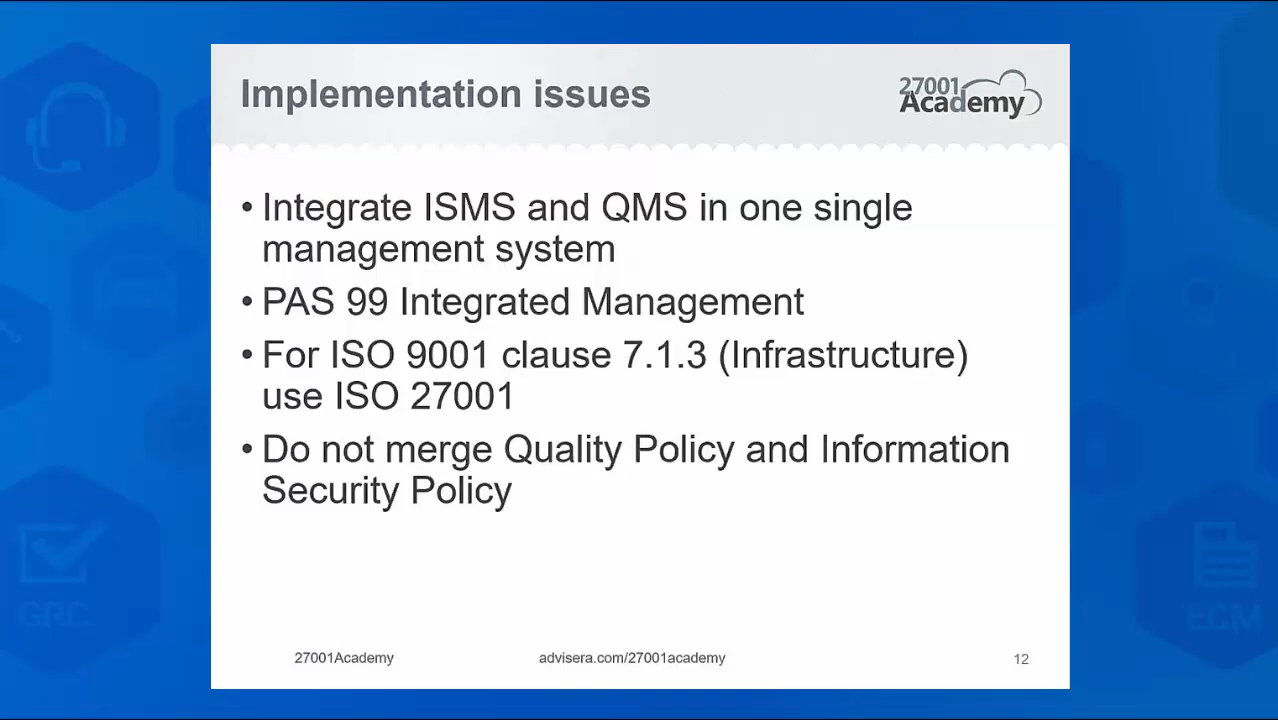 Implementation issues
27001
Academy
• Integrate ISMS and QMS in one single
management system
• PAS 99 Integrated Management
• For ISO 9001 clause 7.1.3 (Infrastructure)
use ISO 27001
• Do not merge Quality Policy and Information
Security Policy
GRC
ECM
27001Academy
advisera.com/27001academy
12